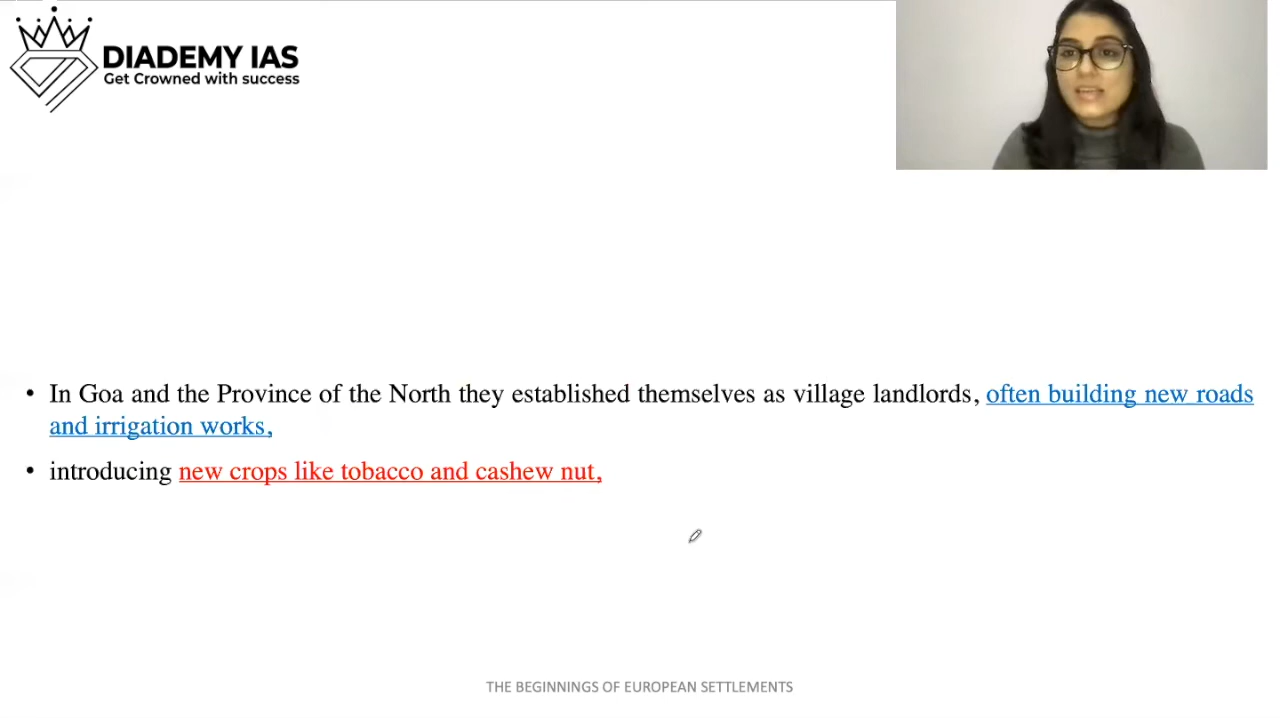 DIADEMY IAS
Get Crowned with success
• In Goa and the Province of the North they established themselves as village landlords, often building new roads
and irrigation works,
• introducing new crops like tobacco and cashew nut,
THE BEGINNINGS OF EUROPEAN SETTLEMENTS